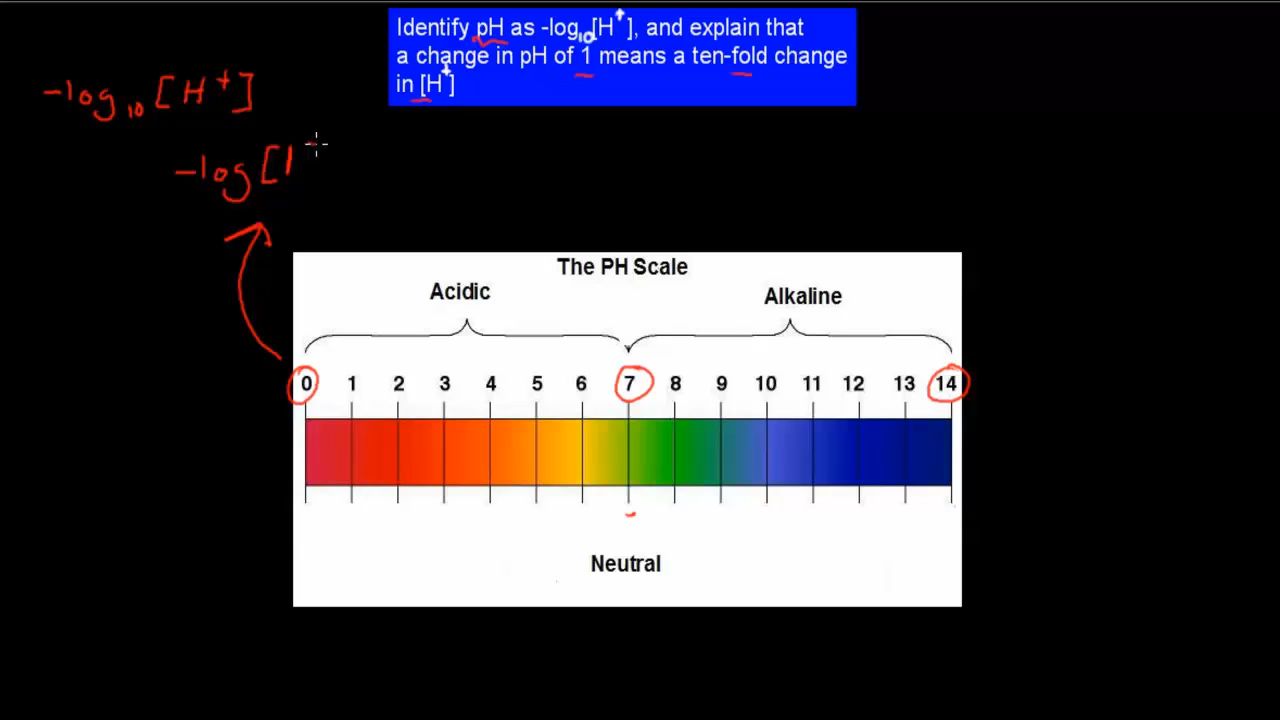 Identify pH as -log₁₀[H⁺], and explain that
a change in pH of 1 means a ten-fold change
in [H⁺]
-log₁₀ [H⁺]
-log [1
The PH Scale
Acidic
Alkaline
0 1 2 3 4 5 6 7 8 9 10 11 12 13 14
Neutral